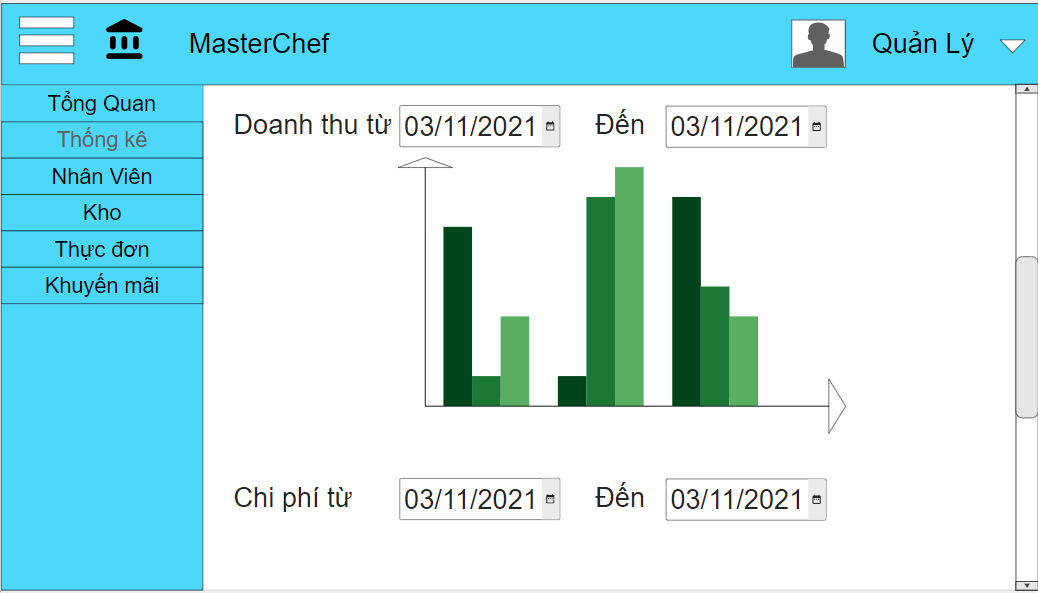 MasterChef
Quản Lý
Tổng Quan
Thống kê
Nhân Viên
Kho
Thực đơn
Khuyến mãi
Doanh thu từ 03/11/2021 Đến 03/11/2021
Chi phí từ 03/11/2021 Đến 03/11/2021